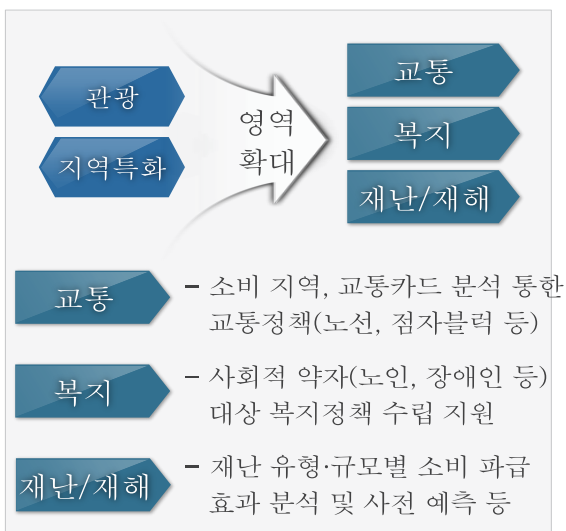 관광
지역특화
영역
확대
교통
복지
재난/재해
교통
– 소비 지역, 교통카드 분석 통한
교통정책(노선, 점자블럭 등)
복지
– 사회적 약자(노인, 장애인 등)
대상 복지정책 수립 지원
재난/재해
– 재난 유형·규모별 소비 파급
효과 분석 및 사전 예측 등